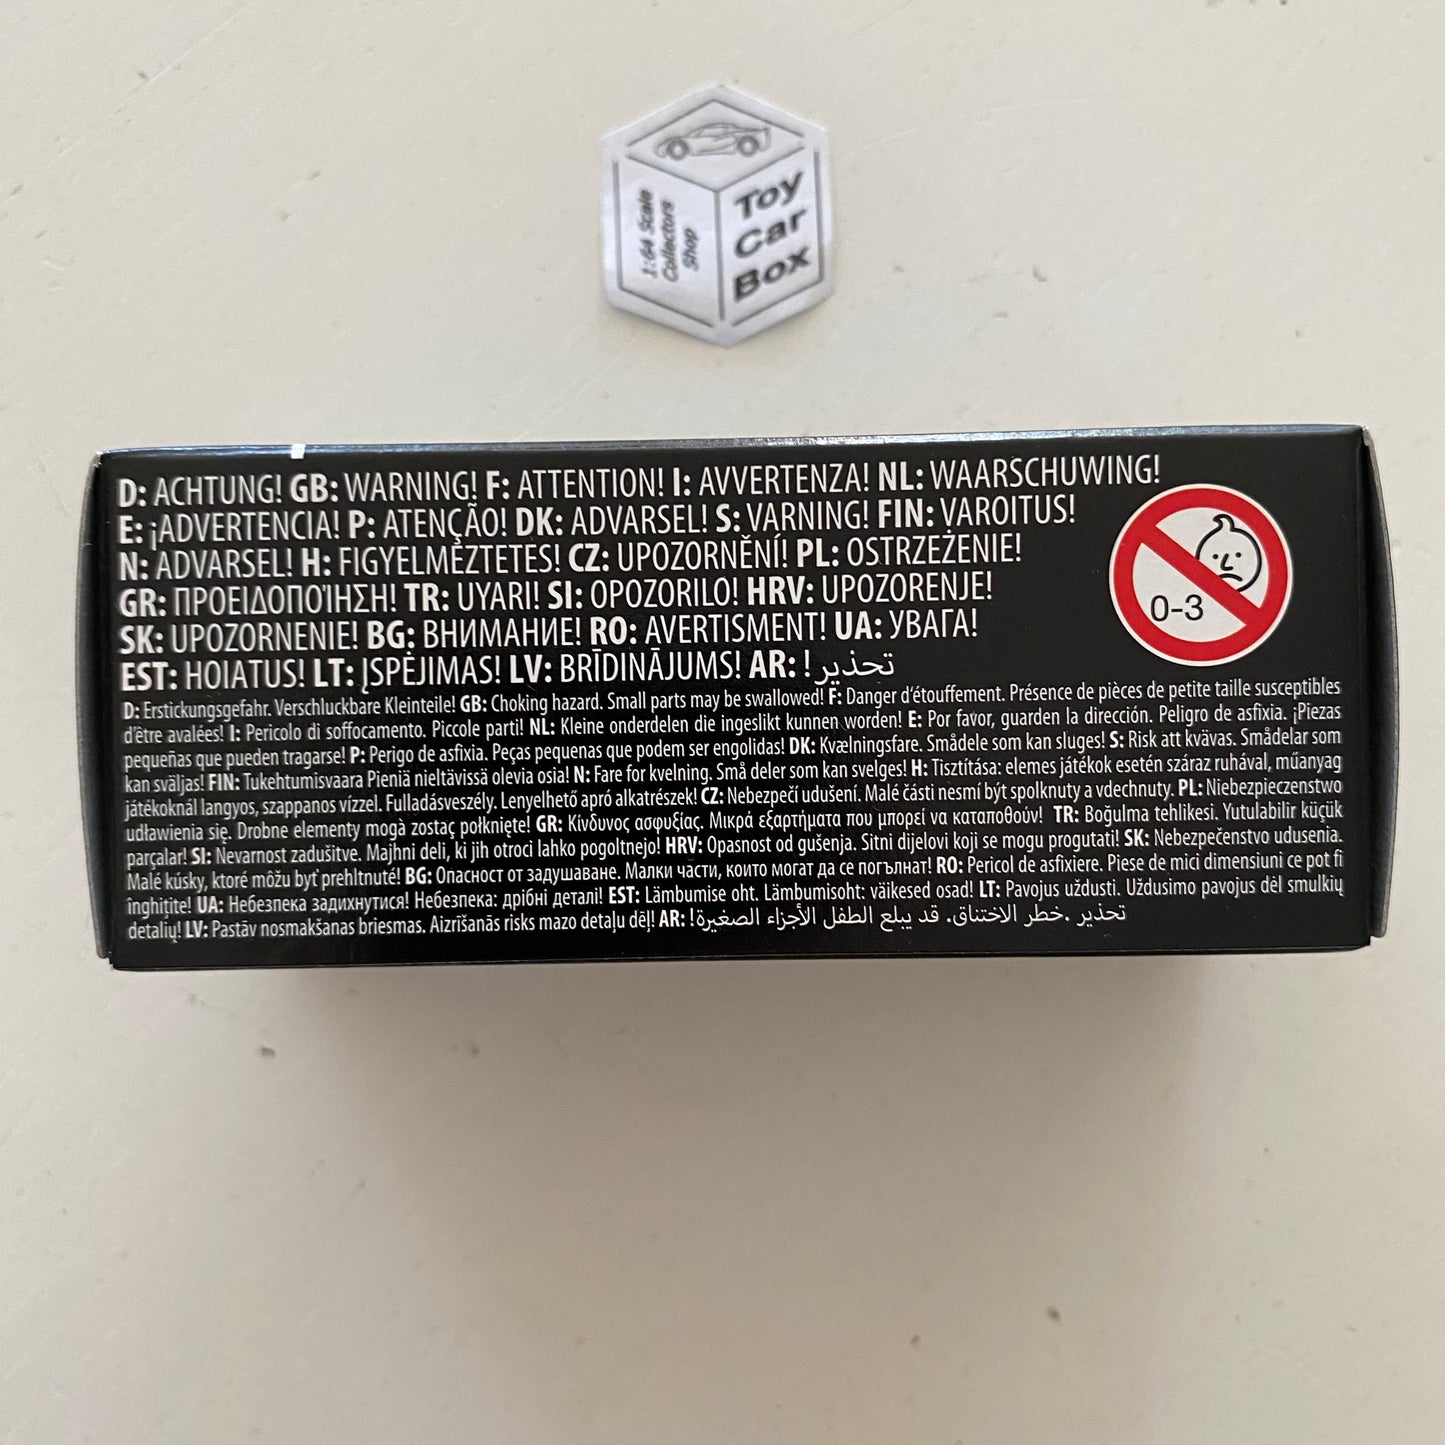 Toy
Car
Box
1:64 Scale
Collectors
Shop
D: ACHTUNG! GB: WARNING! F: ATTENTION! I: AVVERTENZA! NL: WAARSCHUWING!
E: ¡ADVERTENCIA! P: ATENÇÃO! DK: ADVARSEL! S: VARNING! FIN: VAROITUS!
N: ADVARSEL! H: FIGYELMEZTETES! CZ: UPOZORNĚNÍ! PL: OSTRZEŻENIE!
GR: ΠΡΟΕΙΔΟΠΟΊΗΣΗ! TR: UYARI! SI: OPOZORILO! HRV: UPOZORENJE!
SK: UPOZORNENIE! BG: ВНИМАНИЕ! RO: AVERTISMENT! UA: УВАГА!
EST: HOIATUS! LT: ĮSPĖJIMAS! LV: BRĪDINĀJUMS! AR: تحذير!
0-3
D: Erstickungsgefahr. Verschluckbare Kleinteile! GB: Choking hazard. Small parts may be swallowed! F: Danger d'étouffement. Présence de pièces de petite taille susceptibles
d'être avalées! I: Pericolo di soffocamento. Piccole parti! NL: Kleine onderdelen die ingeslikt kunnen worden! E: Por favor, guarden la dirección. Peligro de asfixia. ¡Piezas
pequeñas que pueden tragarse! P: Perigo de asfixia. Peças pequenas que podem ser engolidas! DK: Kvælningsfare. Smådele som kan sluges! S: Risk att kvävas. Smådelar som
kan sväljas! FIN: Tukehtumisvaara Pieniä nieltävissä olevia osia! N: Fare for kvelning. Små deler som kan svelges! H: Tisztítása: elemes játékok esetén száraz ruhával, műanyag
játékoknál langyos, szappanos vízzel. Fulladásveszély. Lenyelhető apró alkatrészek! CZ: Nebezpečí udušení. Malé části nesmí být spolknuty a vdechnuty. PL: Niebezpieczenstwo
udławienia się. Drobne elementy mogà zostaç połknięte! GR: Κίνδυνος ασφυξίας. Μικρά εξαρτήματα που μπορεί να καταποθούν! TR: Boğulma tehlikesi. Yutulabilir küçük
parçalar! SI: Nevarnost zadušitve. Majhni deli, ki jih otroci lahko pogoltnejo! HRV: Opasnost od gušenja. Sitni dijelovi koji se mogu progutati! SK: Nebezpečenstvo udusenia.
Malé kúsky, ktoré môžu byť prehltnuté! BG: Опасност от задушаване. Малки части, които могат да се погълнат! RO: Pericol de asfixiere. Piese de mici dimensiuni ce pot fi
înghițite! UA: Небезпека задихнутися! Небезпека: дрібні деталі! EST: Lämbumise oht. Lämbumisoht: väikesed osad! LT: Pavojus uždusti. Uždusimo pavojus dėl smulkių
detalių! LV: Pastāv nosmakšanas briesmas. Aizrīšanās risks mazo detaļu dēļ! AR: تحذير .خطر الاختناق. قد يبلع الطفل الأجزاء الصغيرة!